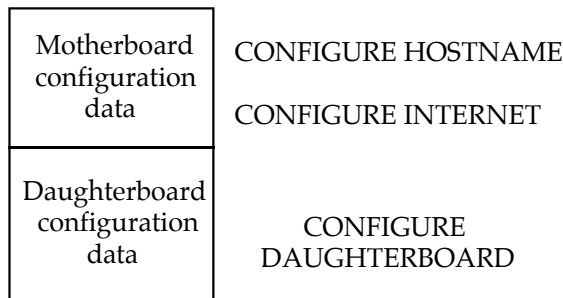 Motherboard
configuration
data
CONFIGURE HOSTNAME
CONFIGURE INTERNET
Daughterboard
configuration
data
CONFIGURE
DAUGHTERBOARD